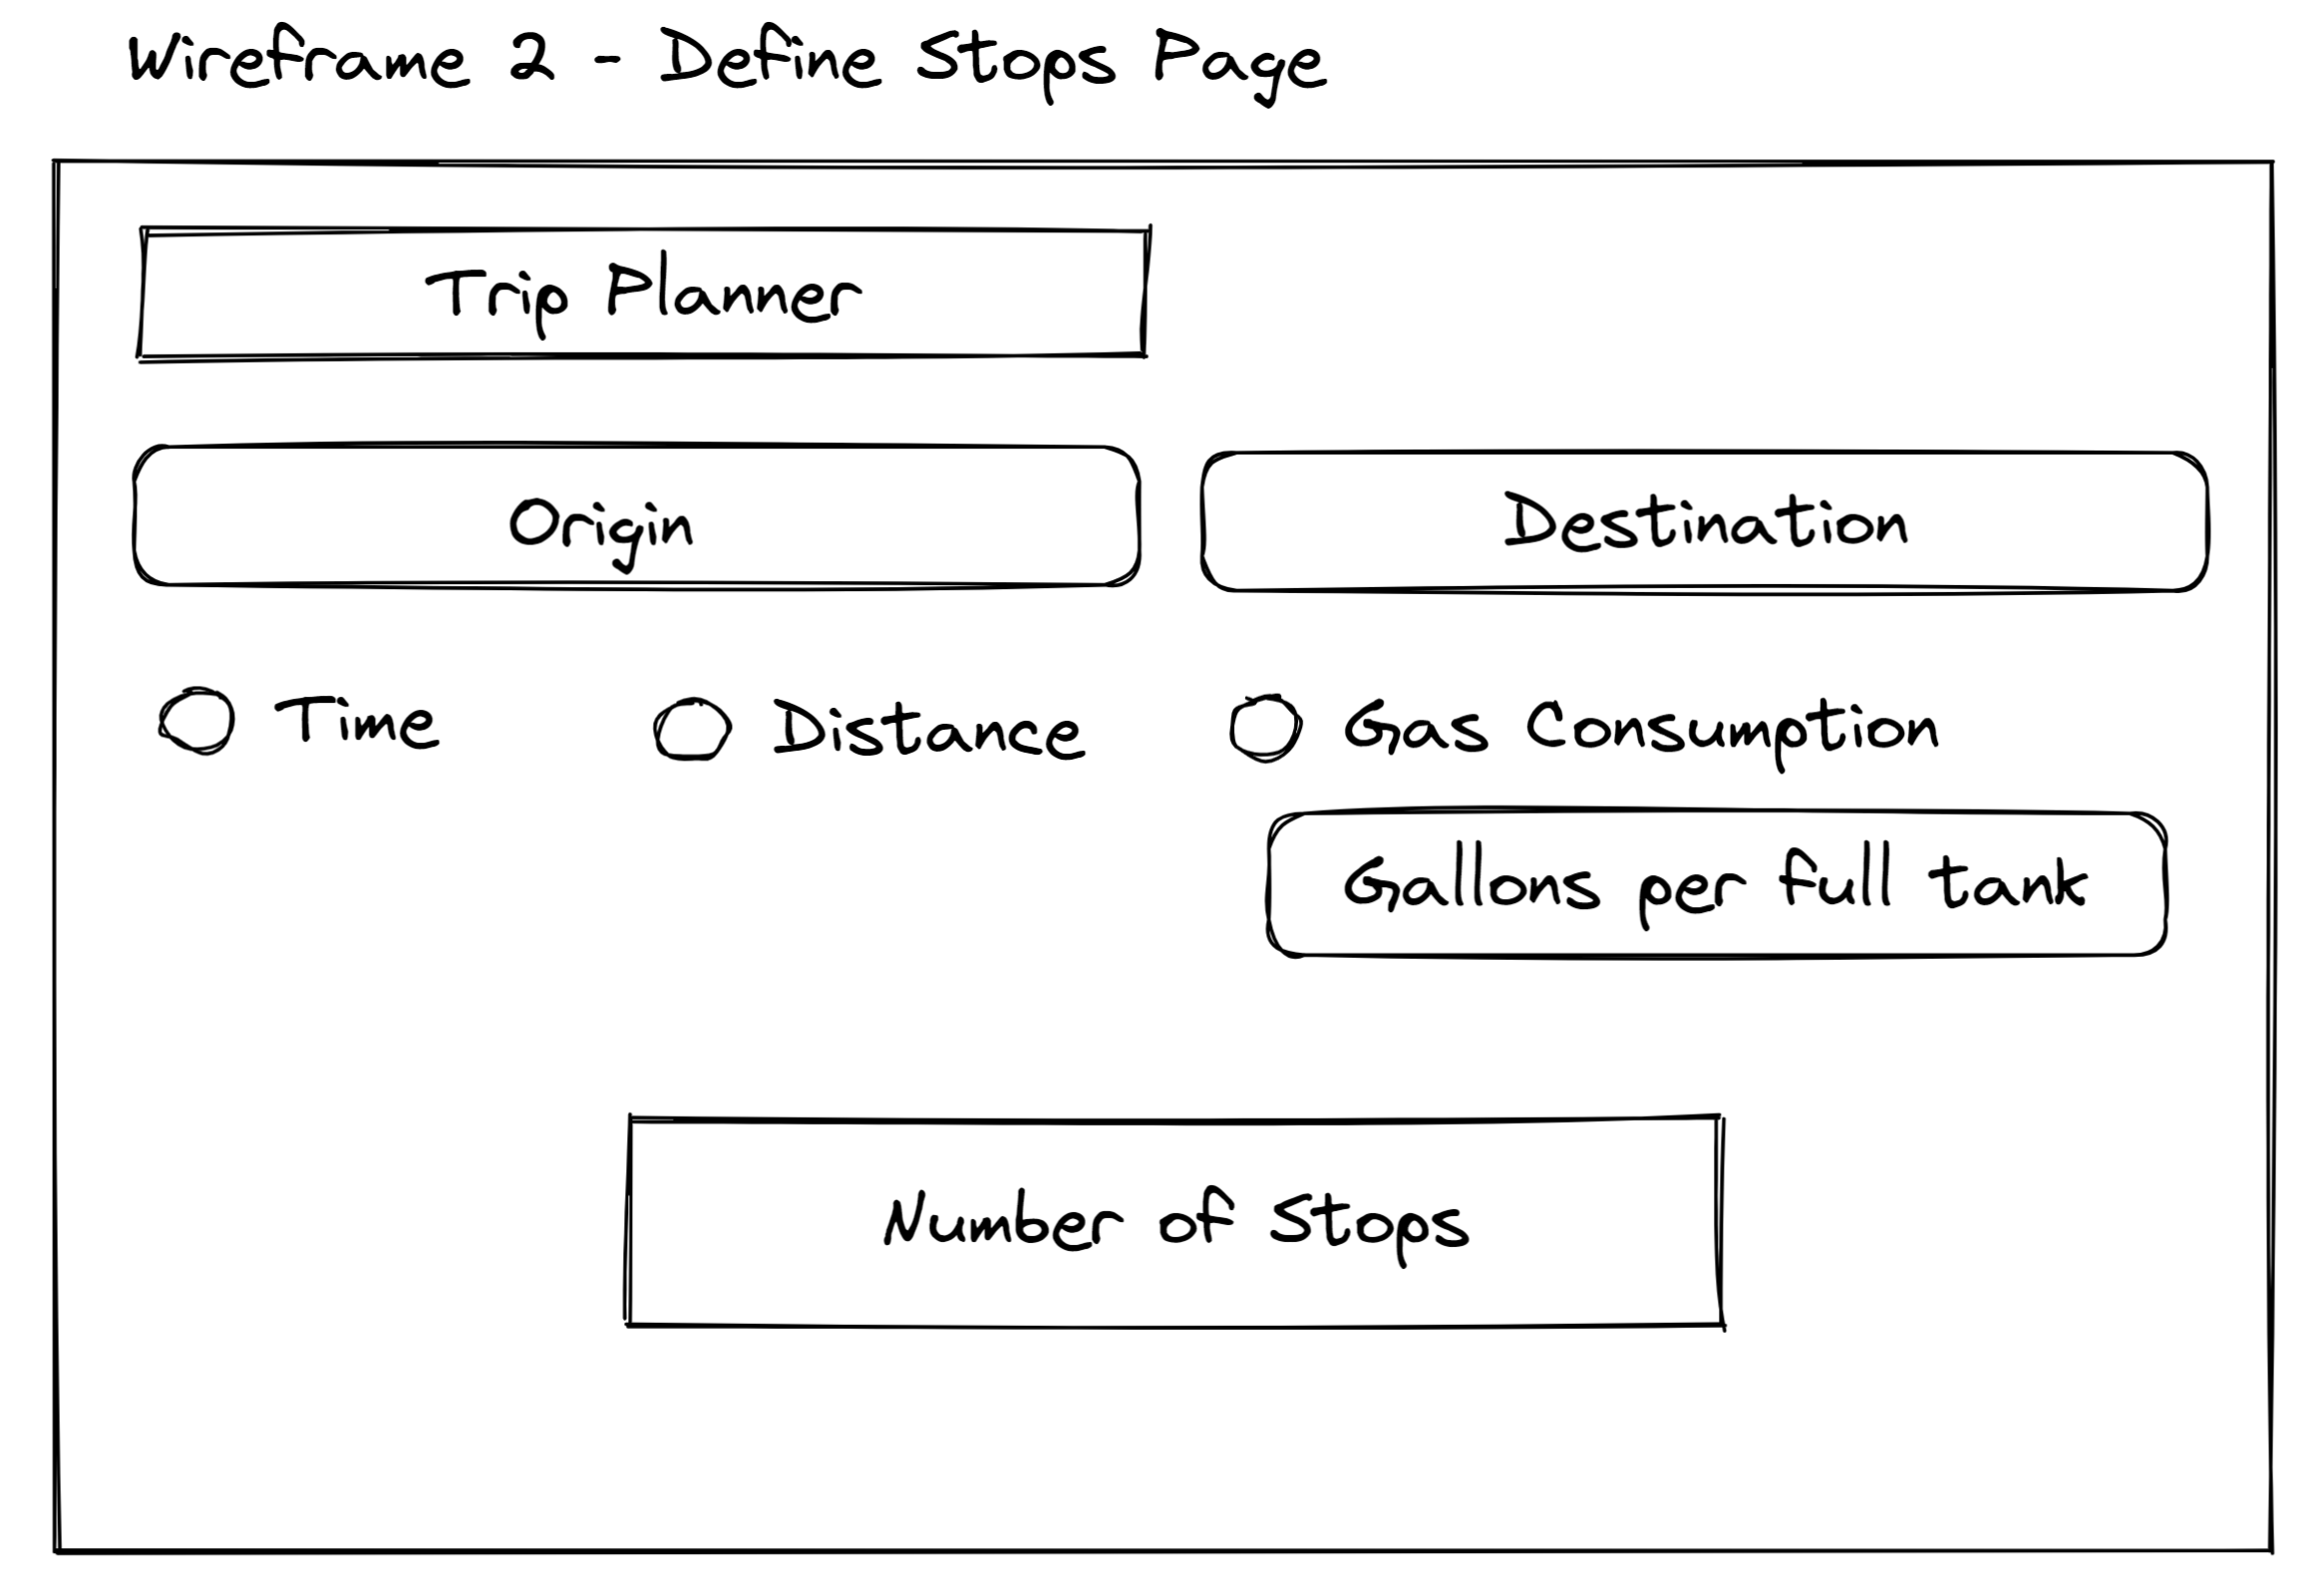 Wireframe 2 - Define Stops Page
Trip Planner
Origin
Destination
Time
Distance
Gas Consumption
Gallons per full tank
Number of Stops